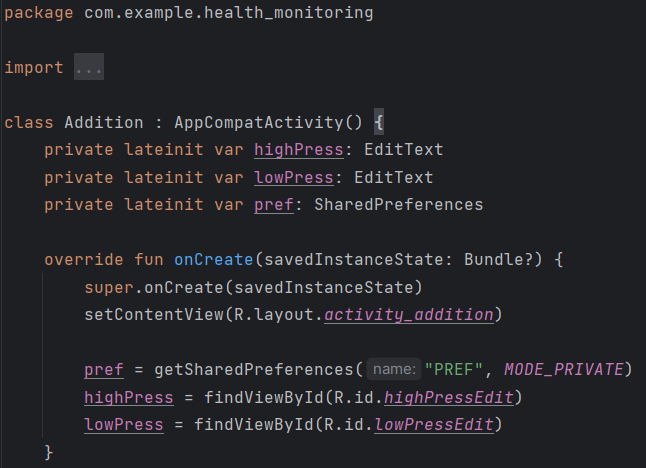 package com.example.health_monitoring
import ...
class Addition : AppCompatActivity() {
private lateinit var highPress: EditText
private lateinit var lowPress: EditText
private lateinit var pref: SharedPreferences
override fun onCreate(savedInstanceState: Bundle?) {
super.onCreate(savedInstanceState)
setContentView(R.layout.activity_addition)
pref = getSharedPreferences( name: "PREF", MODE_PRIVATE)
highPress = findViewById(R.id.highPressEdit)
lowPress = findViewById(R.id.lowPressEdit)
}